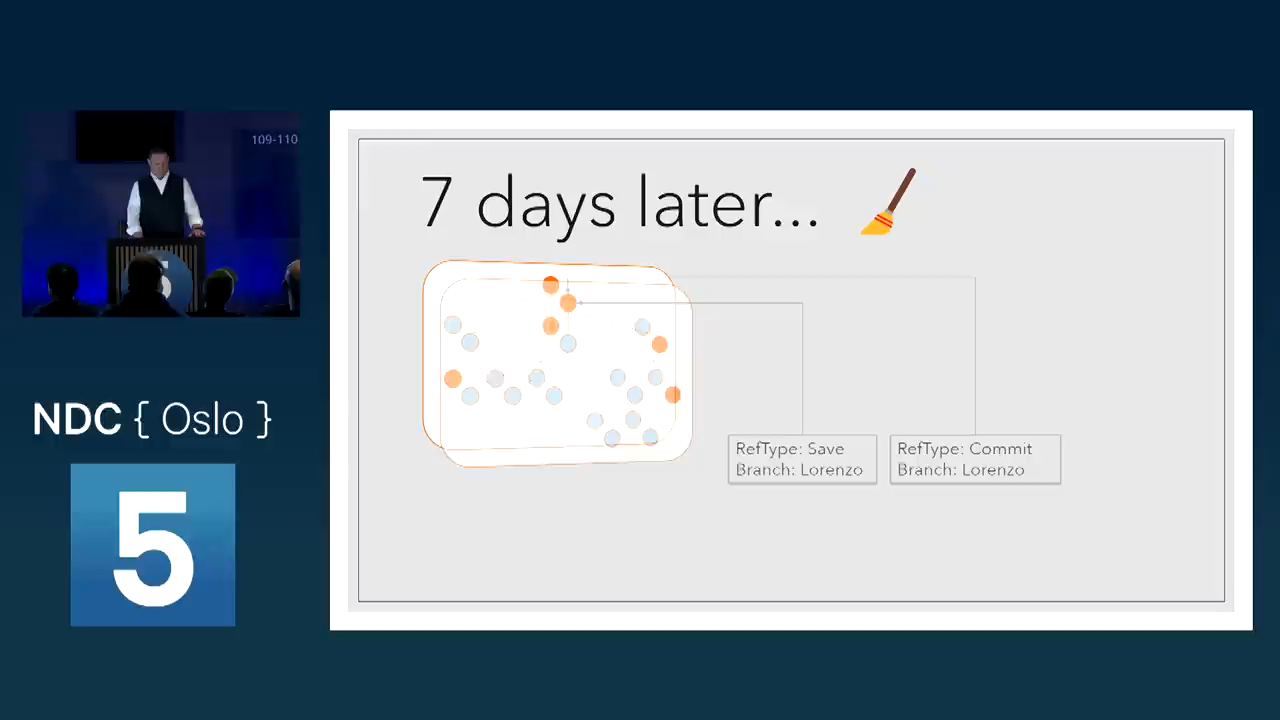 109-110
7 days later...
NDC { Oslo }
5
RefType: Save
Branch: Lorenzo
RefType: Commit
Branch: Lorenzo